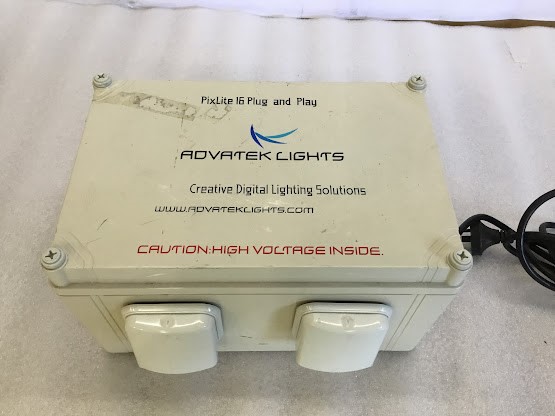 PixLite 16 Plug and Play
ADVATEK LIGHTS
Creative Digital Lighting Solutions
WWW.ADVATEKLIGHTS.COM
CAUTION:HIGH VOLTAGE INSIDE.